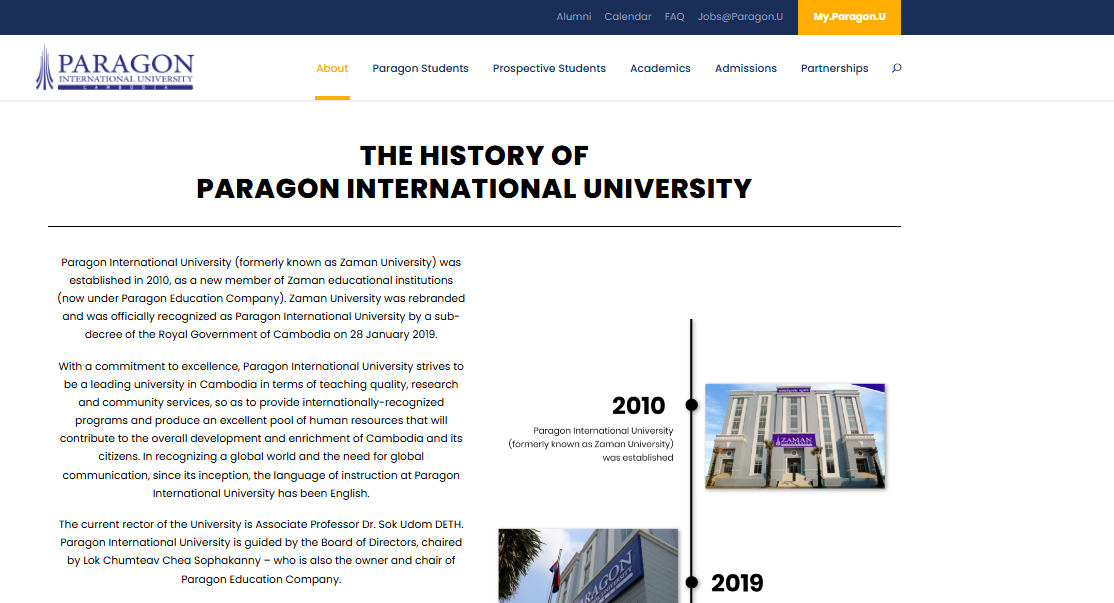 Alumni Calendar FAQ Jobs@Paragon.U My.Paragon.U
PARAGON
INTERNATIONAL UNIVERSITY
CAMBODIA
About Paragon Students Prospective Students Academics Admissions Partnerships
THE HISTORY OF
PARAGON INTERNATIONAL UNIVERSITY
Paragon International University (formerly known as Zaman University) was
established in 2010, as a new member of Zaman educational institutions
(now under Paragon Education Company). Zaman University was rebranded
and was officially recognized as Paragon International University by a sub-
decree of the Royal Government of Cambodia on 28 January 2019.
With a commitment to excellence, Paragon International University strives to
be a leading university in Cambodia in terms of teaching quality, research
and community services, so as to provide internationally-recognized
programs and produce an excellent pool of human resources that will
contribute to the overall development and enrichment of Cambodia and its
citizens. In recognizing a global world and the need for global
communication, since its inception, the language of instruction at Paragon
International University has been English.
The current rector of the University is Associate Professor Dr. Sok Udom DETH.
Paragon International University is guided by the Board of Directors, chaired
by Lok Chumteav Chea Sophakanny – who is also the owner and chair of
Paragon Education Company.
2010
Paragon International University
(formerly known as Zaman University)
was established
ZAMAN
PARAGON
2019